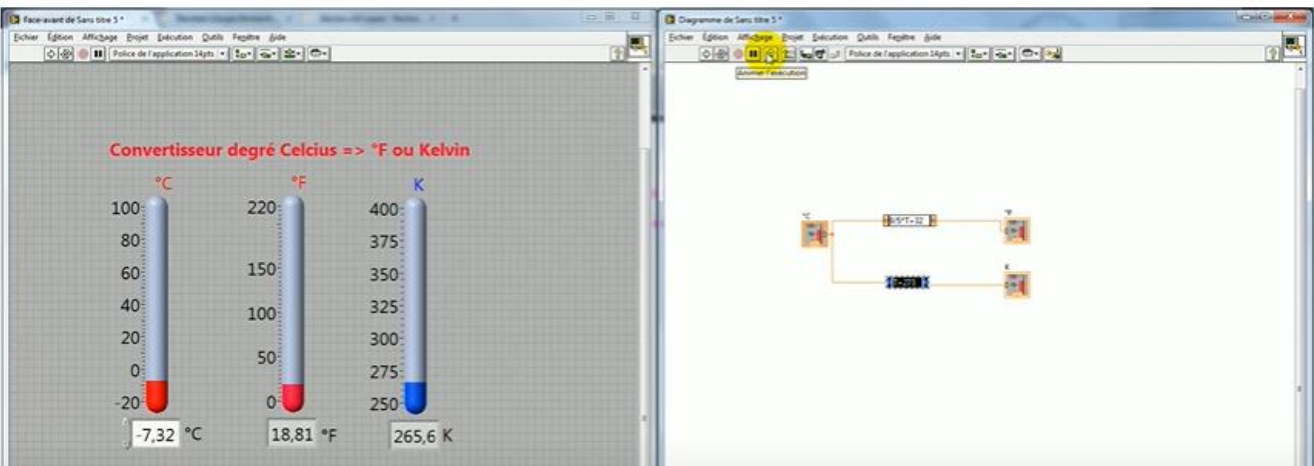 Face-avant de Sans titre 5 *
Fichier Édition Affichage Projet Exécution Outils Fenêtre Aide
Police de l'application 14pts
Convertisseur degré Celcius => °F ou Kelvin
°C
100
80
60
40
20
0
-20
-7,32 °C
°F
220
150
100
50
0
18,81 °F
K
400
375
350
325
300
275
250
265,6 K
Diagramme de Sans titre 5 *
Fichier Édition Affichage Projet Exécution Outils Fenêtre Aide
Police de l'application 14pts
Animer l'exécution
°C
°F
K